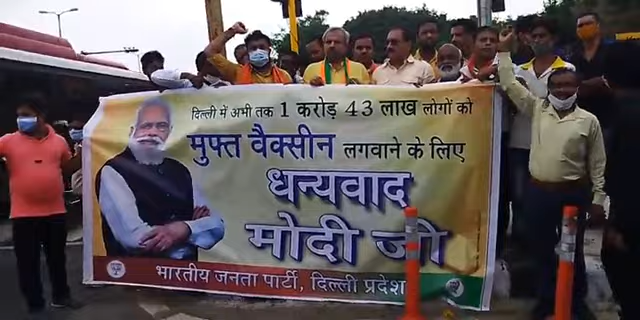 दिल्ली में अभी तक 1 करोड़ 43 लाख लोगों को
मुफ्त वैक्सीन लगवाने के लिए
धन्यवाद
मोदी जी
भारतीय जनता पार्टी, दिल्ली प्रदेश